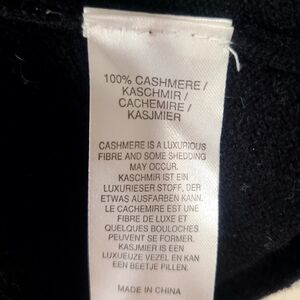 100% CASHMERE /
KASCHMIR /
CACHEMIRE /
KASJMIER
CASHMERE IS A LUXURIOUS
FIBRE AND SOME SHEDDING
MAY OCCUR.
KASCHMIR IST EIN
LUXURIESER STOFF, DER
ETWAS AUSFARBEN KANN.
LE CACHEMIRE EST UNE
FIBRE DE LUXE ET
QUELQUES BOULOCHES
PEUVENT SE FORMER.
KASMIER IS EEN
LUXUEUZE VEZEL EN KAN
EEN BEETJE PILLEN.
MADE IN CHINA